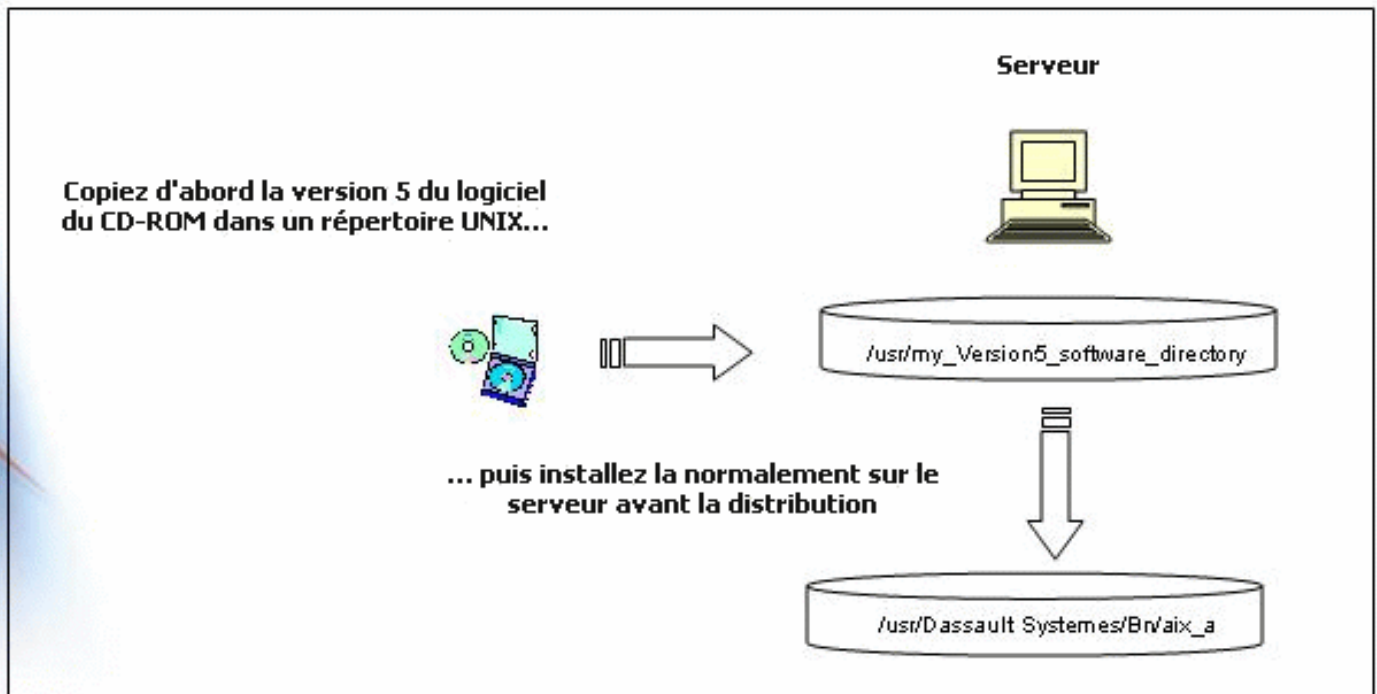 Serveur
Copiez d'abord la version 5 du logiciel
du CD-ROM dans un répertoire UNIX...
/usr/my_Version5_software_directory
... puis installez la normalement sur le
serveur avant la distribution
/usr/Dassault Systemes/Bn/aix_a